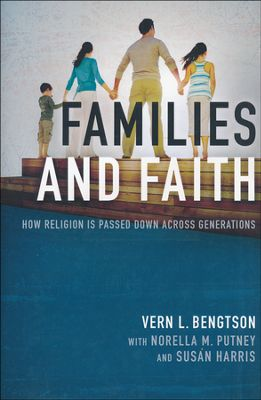 FAMILIES
AND FAITH
HOW RELIGION IS PASSED DOWN ACROSS GENERATIONS
VERN L. BENGTSON
WITH NORELLA M. PUTNEY
AND SUSAN HARRIS